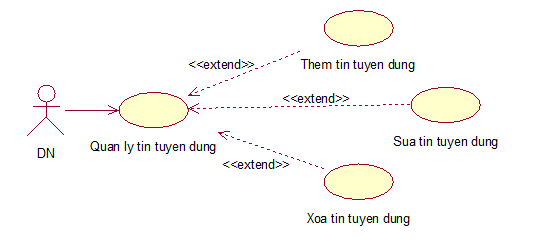 <<extend>>
Them tin tuyen dung
<<extend>>
Sua tin tuyen dung
DN
Quan ly tin tuyen dung
<<extend>>
Xoa tin tuyen dung